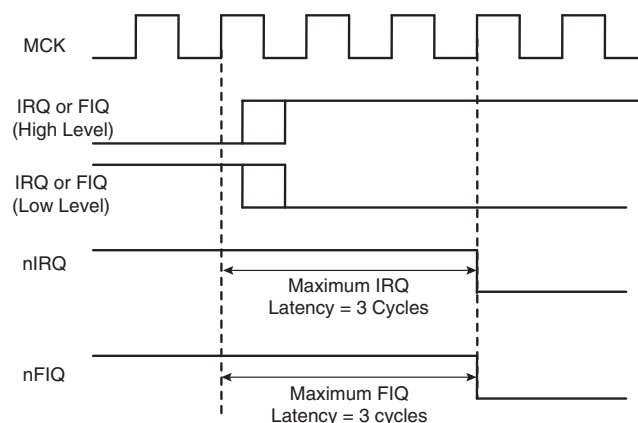 MCK
IRQ or FIQ
(High Level)
IRQ or FIQ
(Low Level)
nIRQ
Maximum IRQ
Latency = 3 Cycles
nFIQ
Maximum FIQ
Latency = 3 cycles